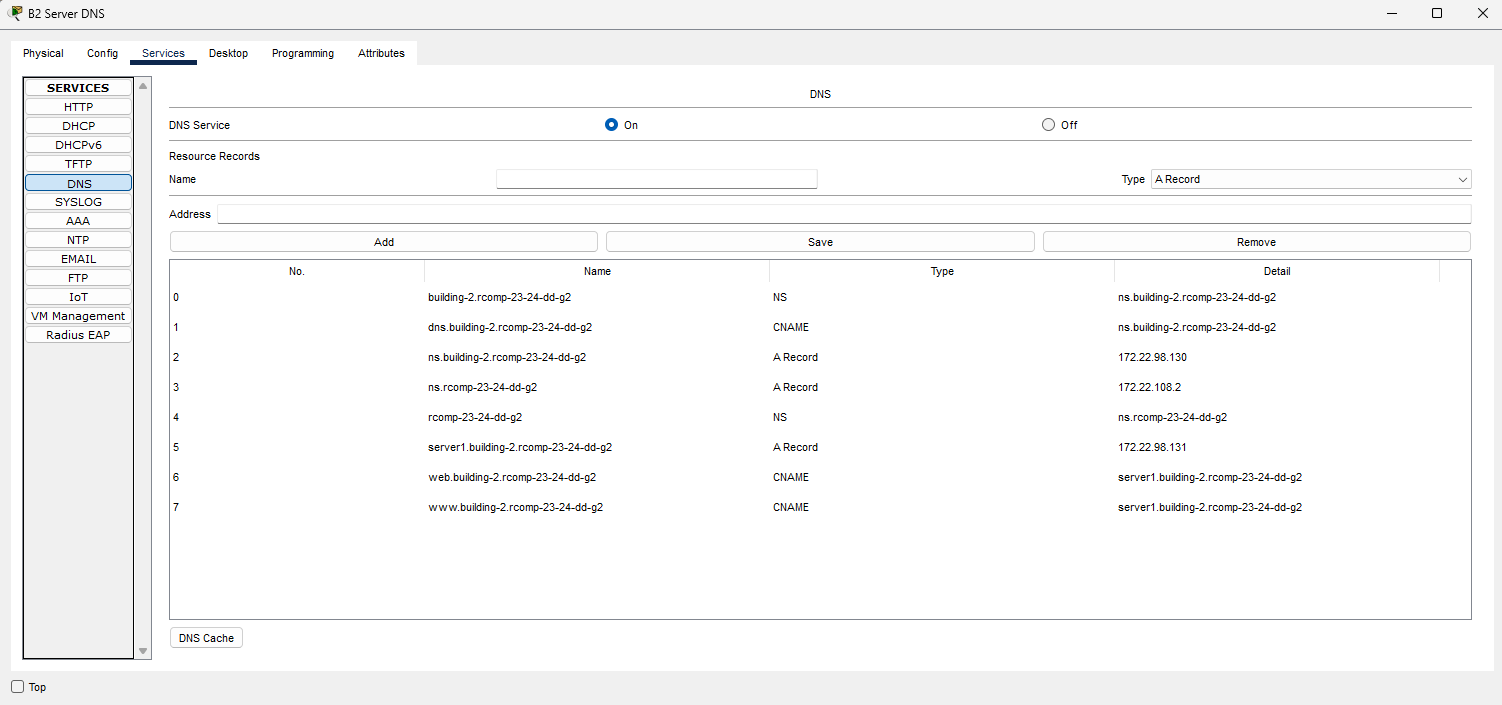 B2 Server DNS
Physical Config Services Desktop Programming Attributes
SERVICES
HTTP
DHCP
DHCPv6
TFTP
DNS
SYSLOG
AAA
NTP
EMAIL
FTP
IoT
VM Management
Radius EAP
DNS
DNS Service On Off
Resource Records
Name Type A Record
Address
Add Save Remove
No. Name Type Detail
0 building-2.rcomp-23-24-dd-g2 NS ns.building-2.rcomp-23-24-dd-g2
1 dns.building-2.rcomp-23-24-dd-g2 CNAME ns.building-2.rcomp-23-24-dd-g2
2 ns.building-2.rcomp-23-24-dd-g2 A Record 172.22.98.130
3 ns.rcomp-23-24-dd-g2 A Record 172.22.108.2
4 rcomp-23-24-dd-g2 NS ns.rcomp-23-24-dd-g2
5 server1.building-2.rcomp-23-24-dd-g2 A Record 172.22.98.131
6 web.building-2.rcomp-23-24-dd-g2 CNAME server1.building-2.rcomp-23-24-dd-g2
7 www.building-2.rcomp-23-24-dd-g2 CNAME server1.building-2.rcomp-23-24-dd-g2
DNS Cache
Top